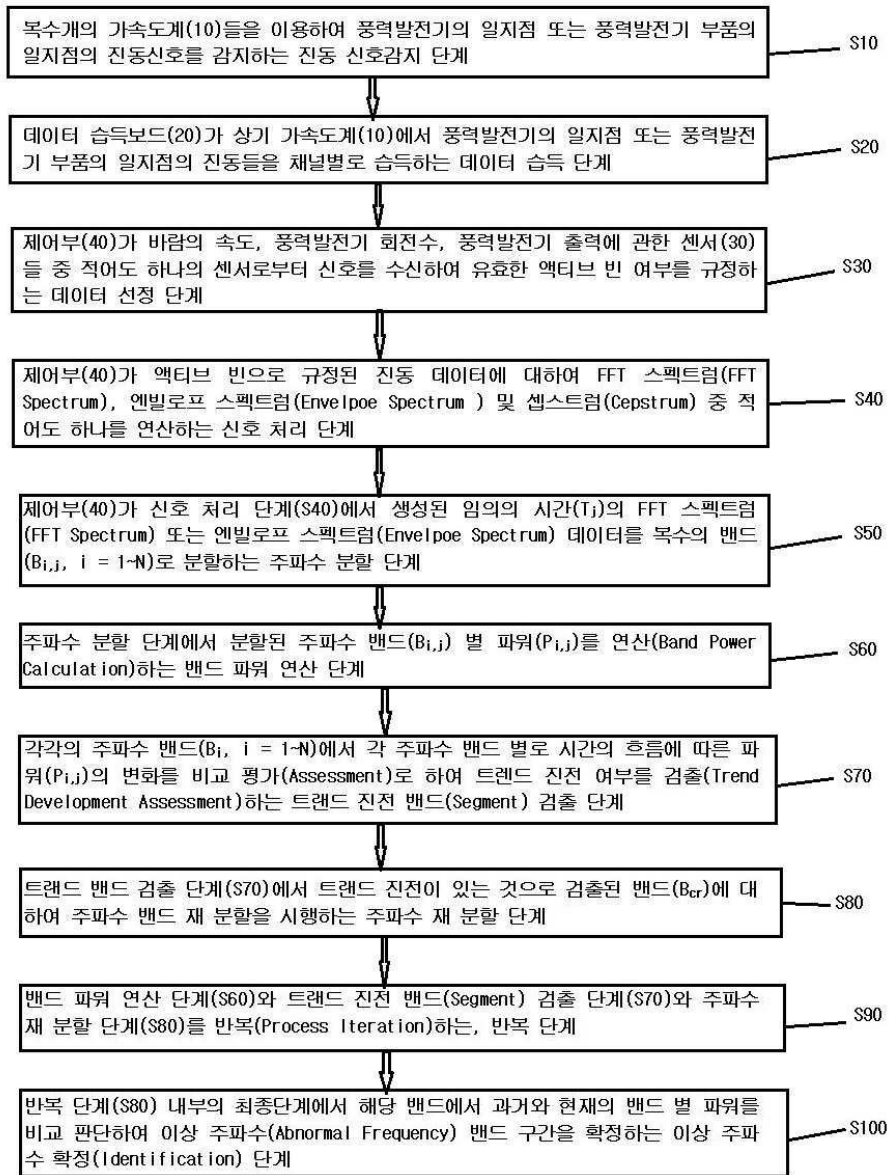 복수개의 가속도계(10)들을 이용하여 풍력발전기의 일지점 또는 풍력발전기 부품의
일지점의 진동신호를 감지하는 진동 신호감지 단계
S10
데이터 습득보드(20)가 상기 가속도계(10)에서 풍력발전기의 일지점 또는 풍력발전
기 부품의 일지점의 진동들을 채널별로 습득하는 데이터 습득 단계
S20
제어부(40)가 바람의 속도, 풍력발전기 회전수, 풍력발전기 출력에 관한 센서(30)
들 중 적어도 하나의 센서로부터 신호를 수신하여 유효한 액티브 빈 여부를 규정하
는 데이터 선정 단계
S30
제어부(40)가 액티브 빈으로 규정된 진동 데이터에 대하여 FFT 스펙트럼(FFT
Spectrum), 엔빌로프 스펙트럼(Envelpoe Spectrum ) 및 셉스트럼(Cepstrum) 중 적
어도 하나를 연산하는 신호 처리 단계
S40
제어부(40)가 신호 처리 단계(S40)에서 생성된 임의의 시간(Tj)의 FFT 스펙트럼
(FFT Spectrum) 또는 엔빌로프 스펙트럼(Envelpoe Spectrum) 데이터를 복수의 밴드
(Bi,j, i = 1~N)로 분할하는 주파수 분할 단계
S50
주파수 분할 단계에서 분할된 주파수 밴드(Bi,j) 별 파워(Pi,j)를 연산(Band Power
Calculation)하는 밴드 파워 연산 단계
S60
각각의 주파수 밴드(Bi, i = 1~N)에서 각 주파수 밴드 별로 시간의 흐름에 따른 파
워(Pi,j)의 변화를 비교 평가(Assessment)로 하여 트렌드 진전 여부를 검출(Trend
Development Assessment)하는 트랜드 진전 밴드(Segment) 검출 단계
S70
트랜드 밴드 검출 단계(S70)에서 트랜드 진전이 있는 것으로 검출된 밴드(Bcr)에 대
하여 주파수 밴드 재 분할을 시행하는 주파수 재 분할 단계
S80
밴드 파워 연산 단계(S60)와 트랜드 진전 밴드(Segment) 검출 단계(S70)와 주파수
재 분할 단계(S80)를 반복(Process Iteration)하는, 반복 단계
S90
반복 단계(S80) 내부의 최종단계에서 해당 밴드에서 과거와 현재의 밴드 별 파워를
비교 판단하여 이상 주파수(Abnormal Frequency) 밴드 구간을 확정하는 이상 주파
수 확정(Identification) 단계
S100